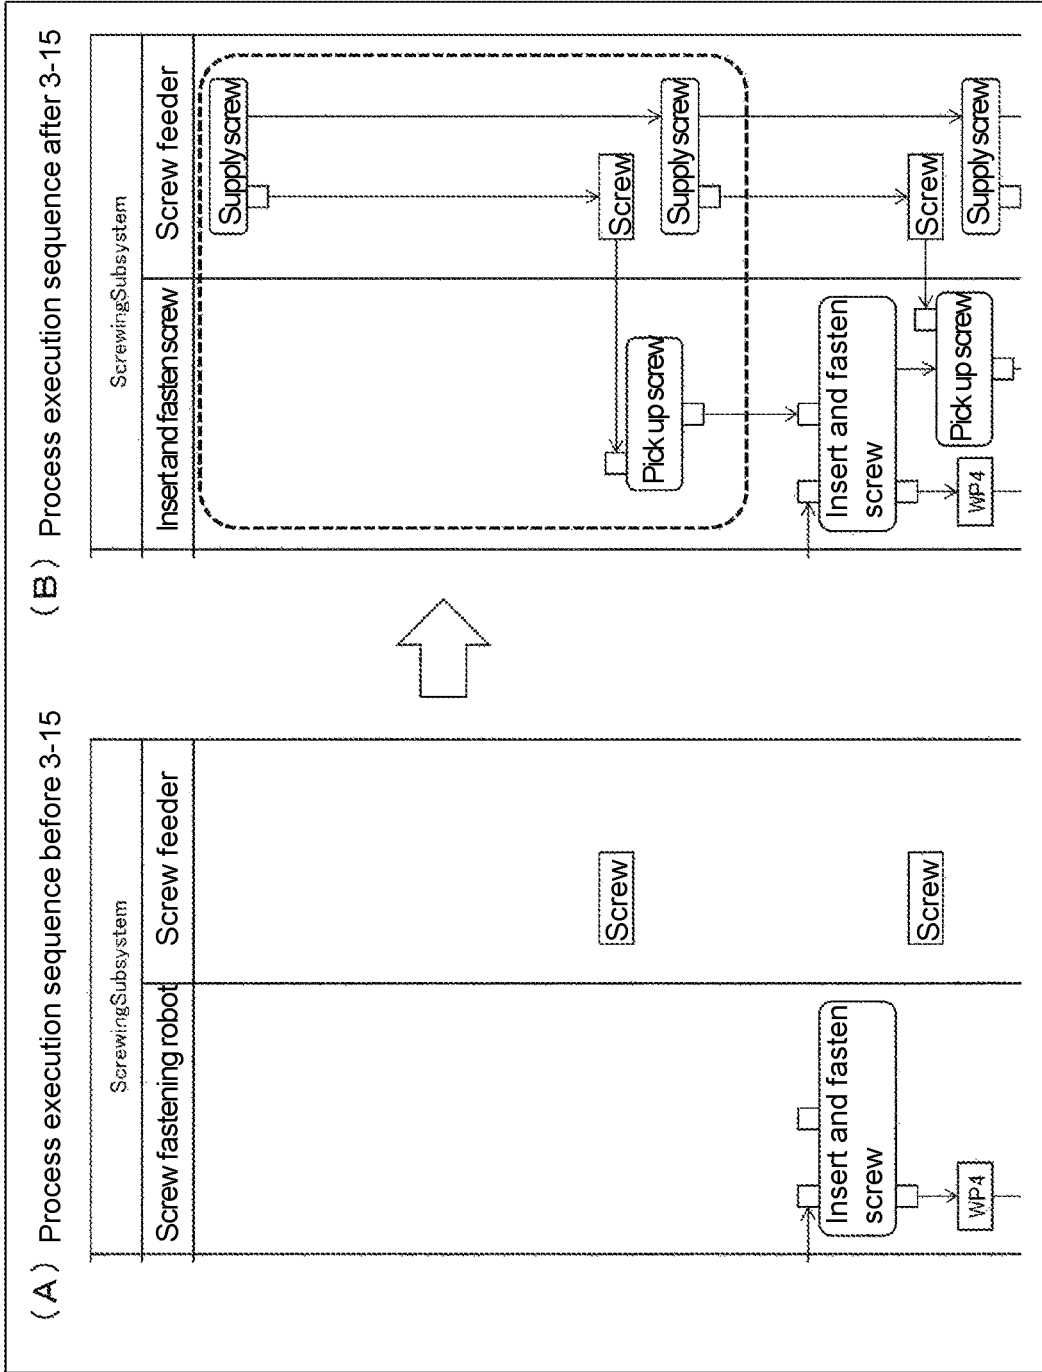 (A) Process execution sequence before 3-15
ScrewingSubsystem
Screw fastening robot
Screw feeder
Screw
Insert and fasten
screw
Screw
WP4
(B) Process execution sequence after 3-15
ScrewingSubsystem
Insert and fasten screw
Screw feeder
Supply screw
Screw
Pick up screw
Supply screw
Insert and fasten
screw
Screw
Pick up screw
WP4
Supply screw